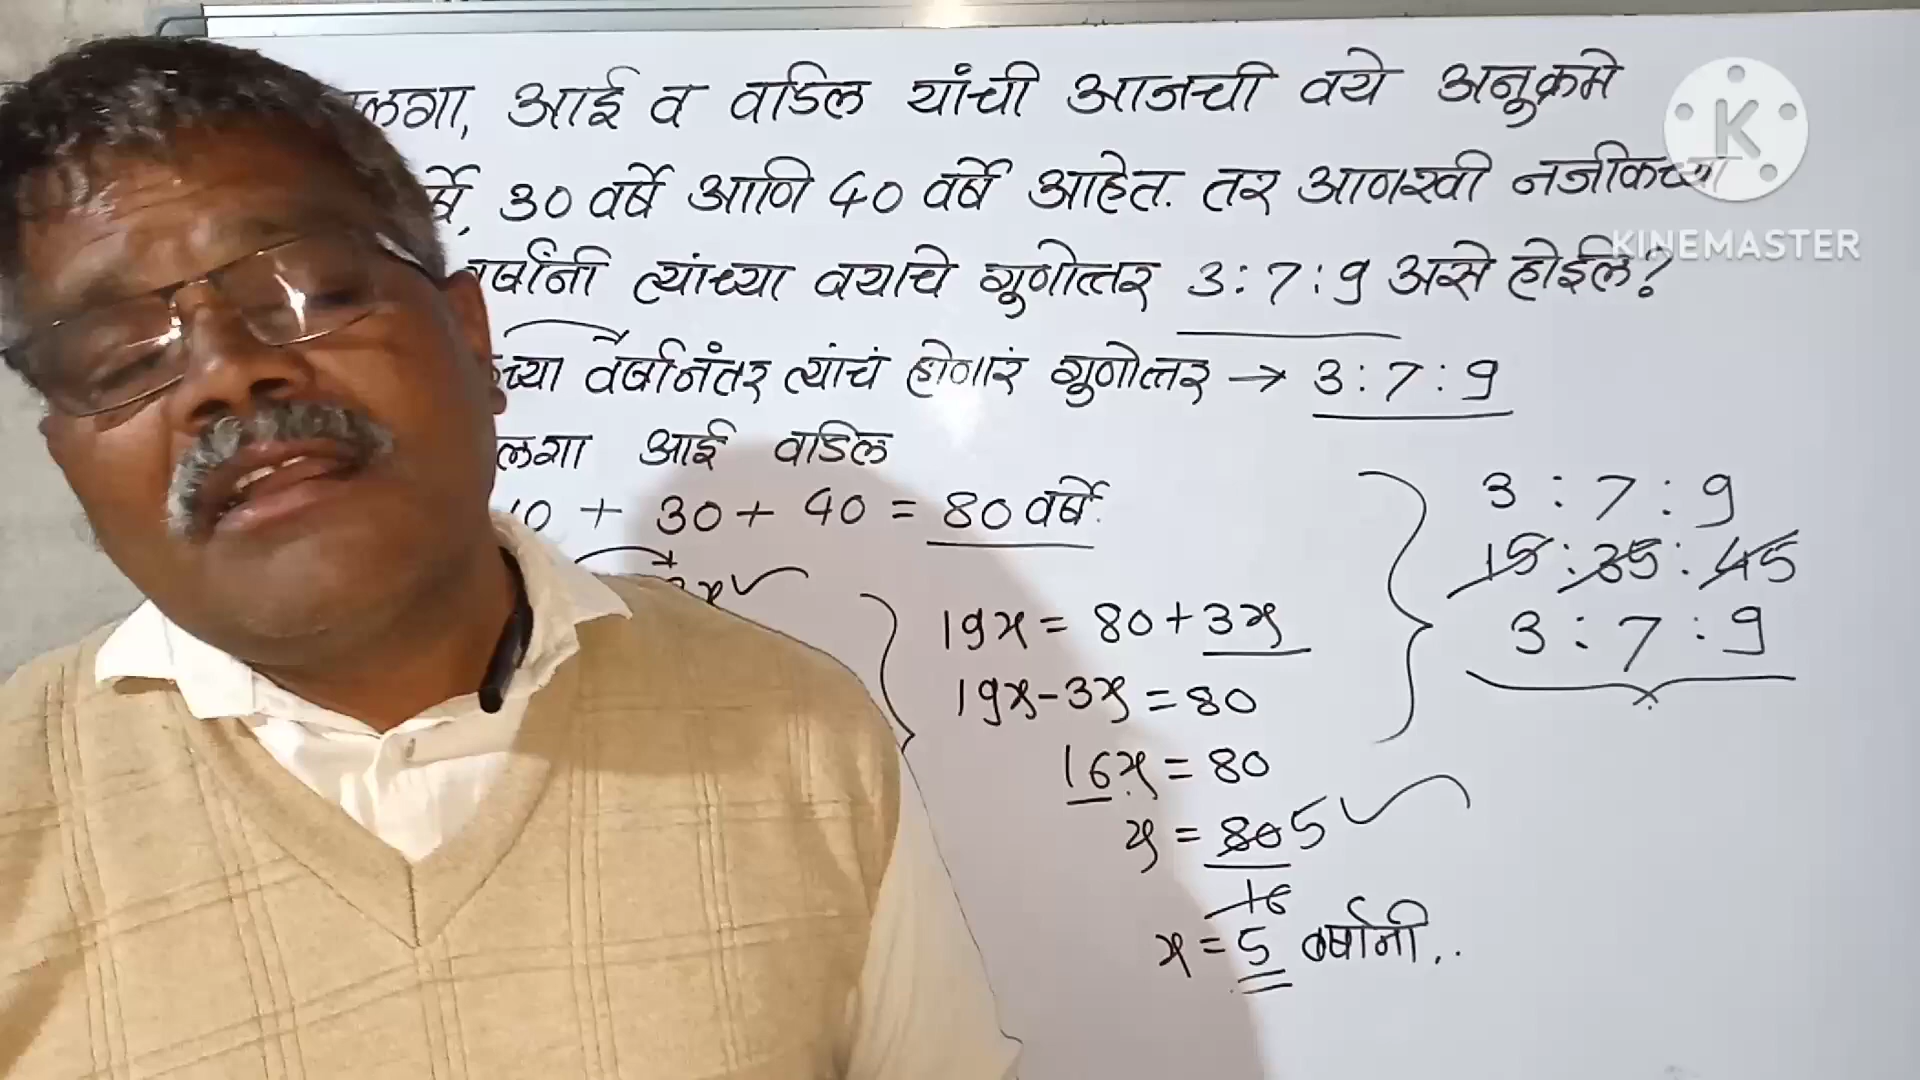 आई व वडिल यांची आजची वये अनुक्रमे
30 वर्षे आणि 40 वर्षे आहेत. तर आणखी नजीकच्या
त्यांच्या वयाचे गुणोत्तर 3:7:9 असे होईल?
वर्षानंतर त्यांचं होणारं गुणोत्तर → 3:7:9
आई वडिल
10 + 30 + 40 = 80 वर्षे.
19x = 80+3x
19x-3x = 80
16x = 80
x = 80 5
16
x = 5 वर्षांनी..
3 : 7 : 9
15 : 35 : 45
3 : 7 : 9
K
KINEMASTER